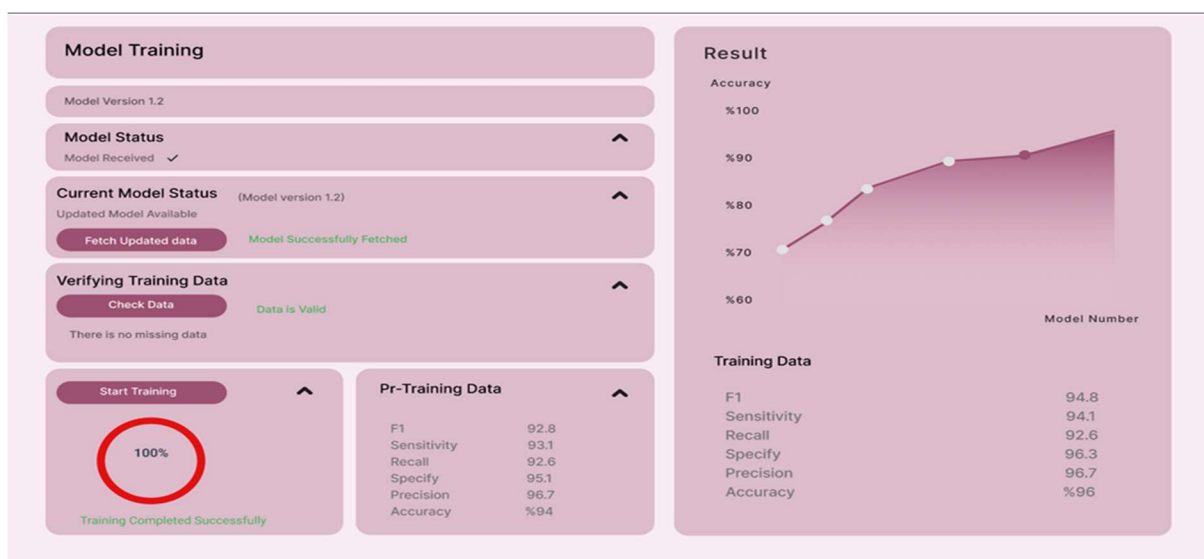 Model Training
Model Version 1.2
Model Status
Model Received
Current Model Status (Model version 1.2)
Updated Model Available
Fetch Updated data Model Successfully Fetched
Verifying Training Data
Check Data Data is Valid
There is no missing data
Start Training
100%
Training Completed Successfully
Pr-Training Data
F1 92.8
Sensitivity 93.1
Recall 92.6
Specify 95.1
Precision 96.7
Accuracy %94
Result
Accuracy
%100
%90
%80
%70
%60
Model Number
Training Data
F1 94.8
Sensitivity 94.1
Recall 92.6
Specify 96.3
Precision 96.7
Accuracy %96